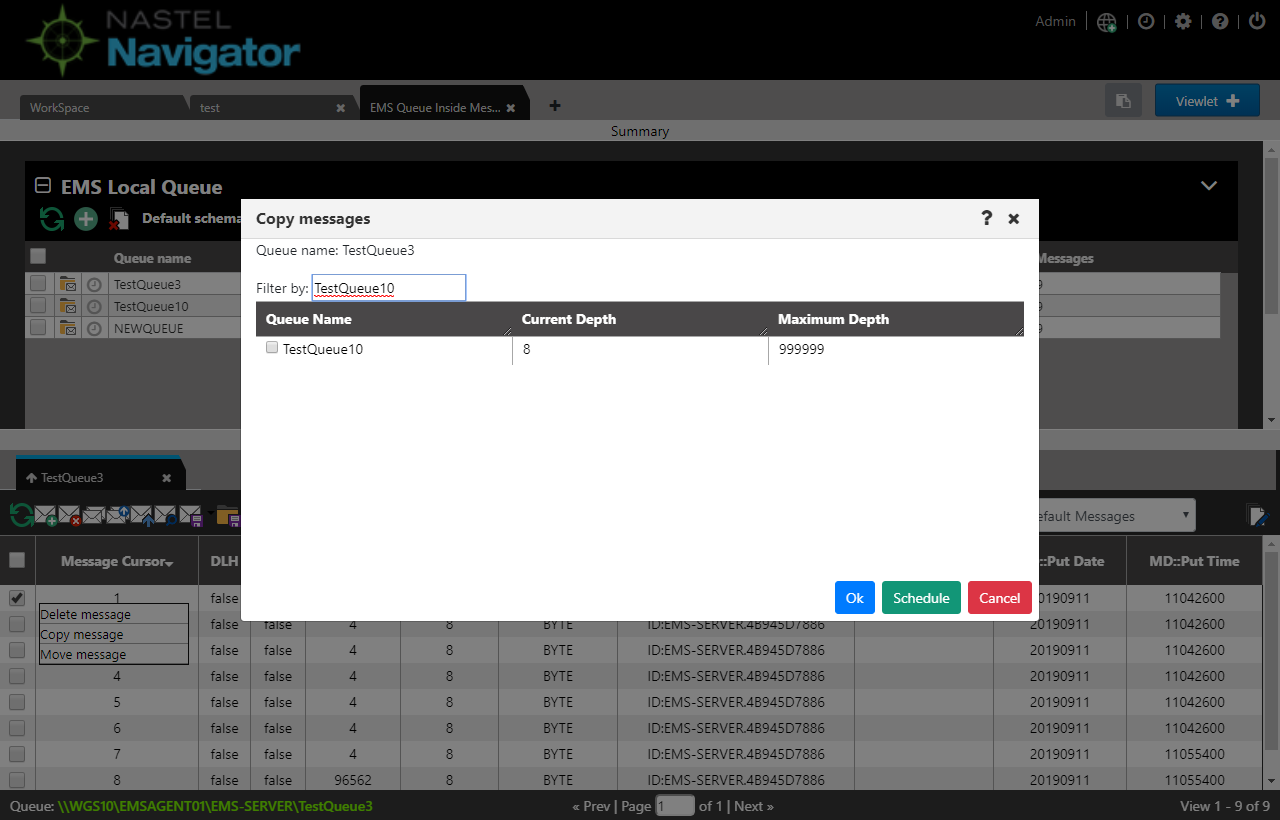 NASTEL
Navigator
Admin
WorkSpace
test
EMS Queue Inside Mes...
Viewlet
Summary
EMS Local Queue
Default schema
Queue name
Messages
TestQueue3
9
TestQueue10
9
NEWQUEUE
9
Copy messages
Queue name: TestQueue3
Filter by: TestQueue10
Queue Name Current Depth Maximum Depth
TestQueue10 8 999999
Ok Schedule Cancel
TestQueue3
efault Messages
Message Cursor DLH ::Put Date MD::Put Time
1 false 20190911 11042600
Delete message
Copy message
Move message
false false 4 8 BYTE ID:EMS-SERVER.4B945D7886 20190911 11042600
false false 4 8 BYTE ID:EMS-SERVER.4B945D7886 20190911 11042600
4 false false 4 8 BYTE ID:EMS-SERVER.4B945D7886 20190911 11042600
5 false false 4 8 BYTE ID:EMS-SERVER.4B945D7886 20190911 11042600
6 false false 4 8 BYTE ID:EMS-SERVER.4B945D7886 20190911 11042600
7 false false 4 8 BYTE ID:EMS-SERVER.4B945D7886 20190911 11055400
8 false false 96562 8 BYTE ID:EMS-SERVER.4B945D7886 20190911 11055400
Queue: \\WGS10\EMSAGENT01\EMS-SERVER\TestQueue3 « Prev | Page 1 of 1 | Next » View 1 - 9 of 9